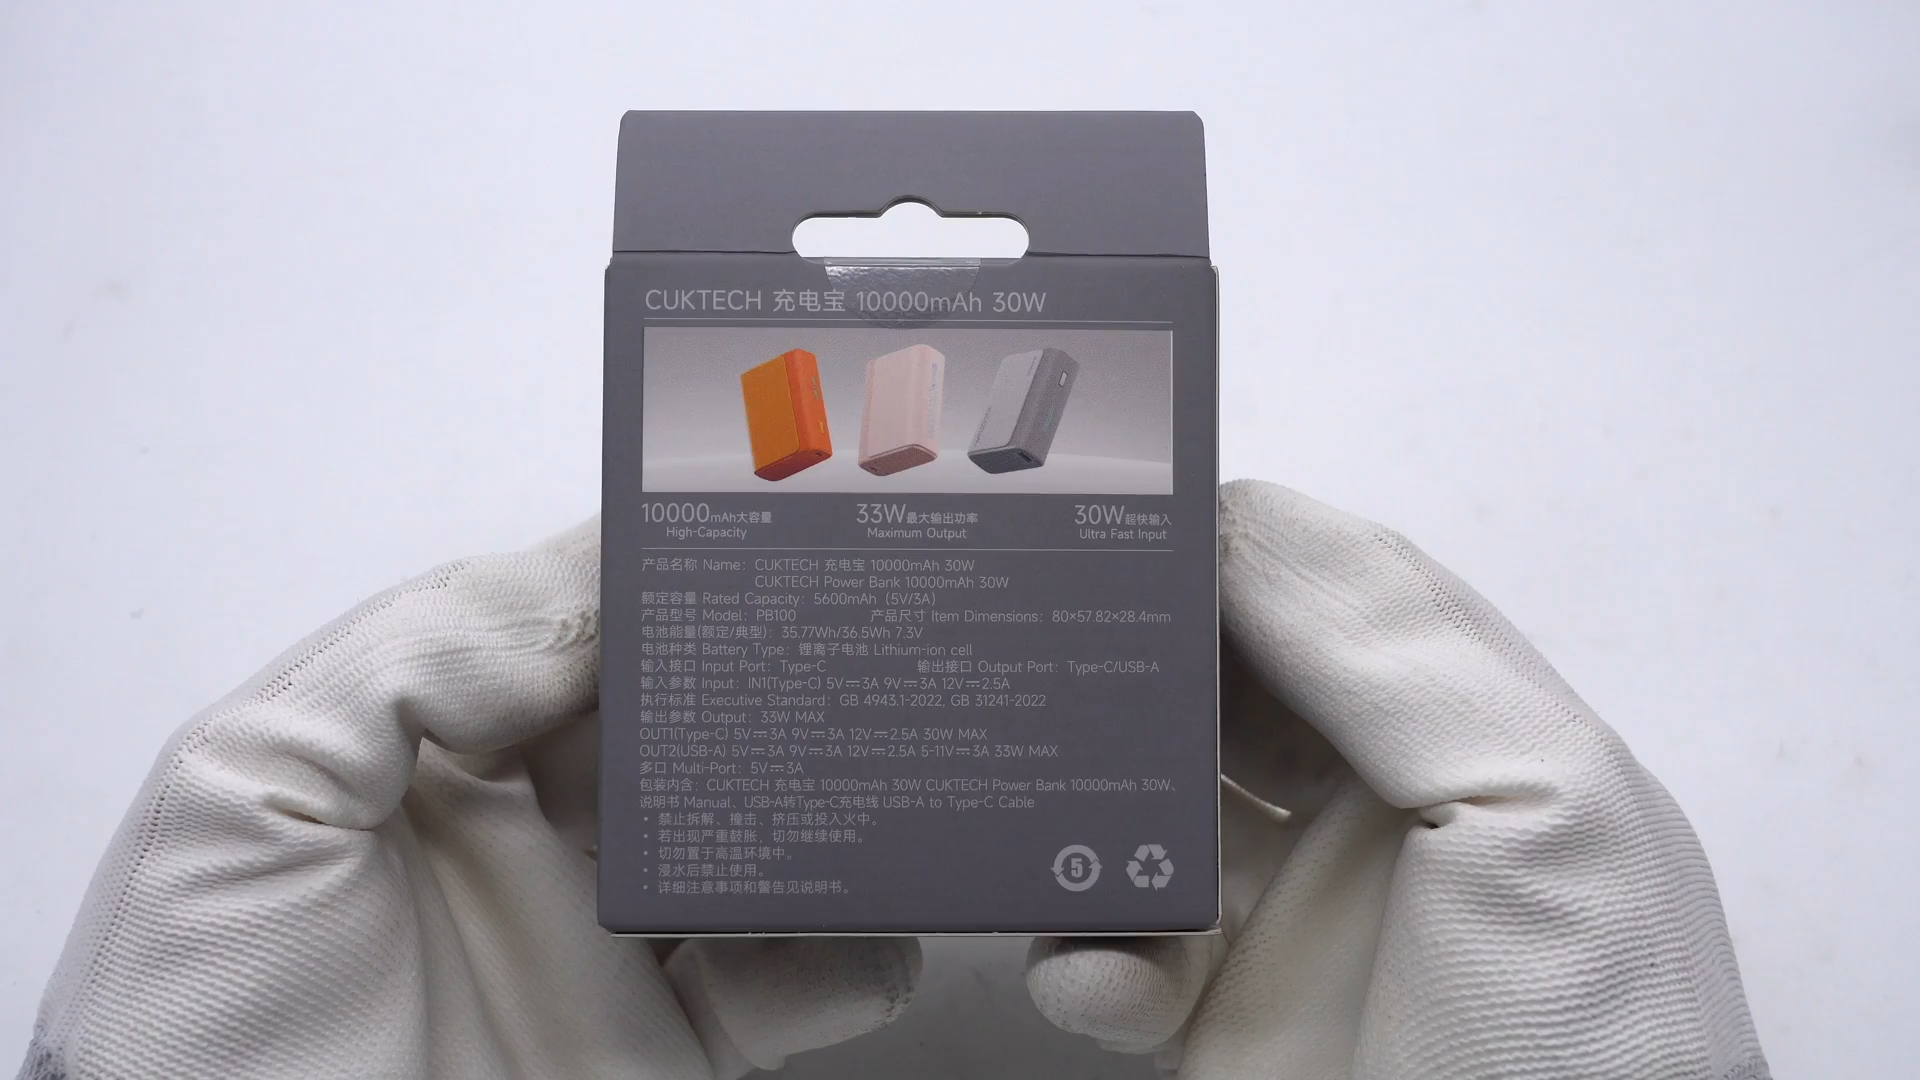 CUKTECH 充电宝 10000mAh 30W
10000mAh大容量
High-Capacity
33W最大输出功率
Maximum Output
30W超快输入
Ultra Fast Input
产品名称 Name: CUKTECH 充电宝 10000mAh 30W
CUKTECH Power Bank 10000mAh 30W
额定容量 Rated Capacity: 5600mAh (5V/3A)
产品型号 Model: PB100 产品尺寸 Item Dimensions: 80×57.82×28.4mm
电池能量(额定/典型): 35.77Wh/36.5Wh 7.3V
电池种类 Battery Type: 锂离子电池 Lithium-ion cell
输入接口 Input Port: Type-C 输出接口 Output Port: Type-C/USB-A
输入参数 Input: IN1(Type-C) 5V⎓3A 9V⎓3A 12V⎓2.5A
执行标准 Executive Standard: GB 4943.1-2022, GB 31241-2022
输出参数 Output: 33W MAX
OUT1(Type-C) 5V⎓3A 9V⎓3A 12V⎓2.5A 30W MAX
OUT2(USB-A) 5V⎓3A 9V⎓3A 12V⎓2.5A 5-11V⎓3A 33W MAX
多口 Multi-Port: 5V⎓3A
包装内含: CUKTECH 充电宝 10000mAh 30W CUKTECH Power Bank 10000mAh 30W、
说明书 Manual、USB-A转Type-C充电线 USB-A to Type-C Cable
• 禁止拆解、撞击、挤压或投入火中。
• 若出现严重鼓胀，切勿继续使用。
• 切勿置于高温环境中。
• 浸水后禁止使用。
• 详细注意事项和警告见说明书。
5